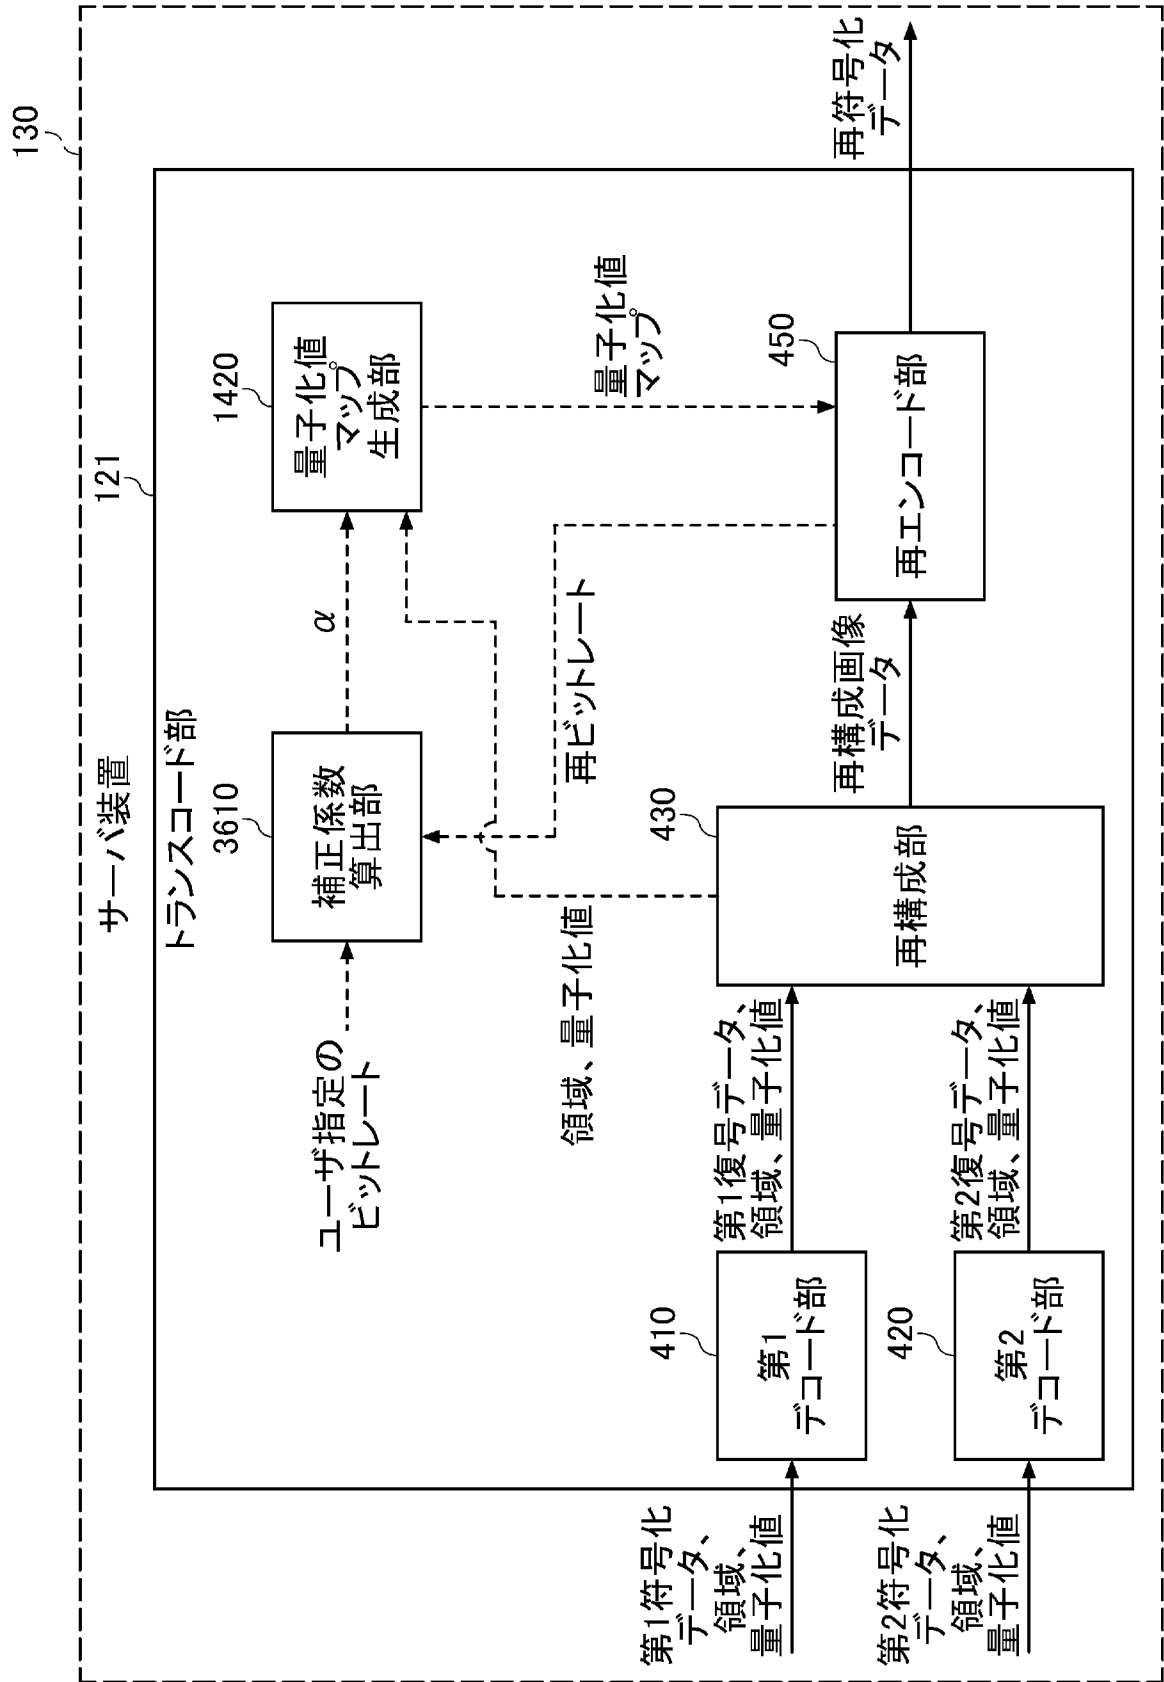 130
サーバ装置
121
トランスコード部
3610
補正係数
算出部
α
1420
量子化値
マップ
生成部
ユーザ指定の
ビットレート
領域、量子化値
再ビットレート
量子化値
マップ
410
第1
デコード部
第1符号化
データ、
領域、
量子化値
第1復号データ、
領域、量子化値
430
再構成部
再構成画像
データ
450
再エンコード部
再符号化
データ
420
第2
デコード部
第2符号化
データ、
領域、
量子化値
第2復号データ、
領域、量子化値